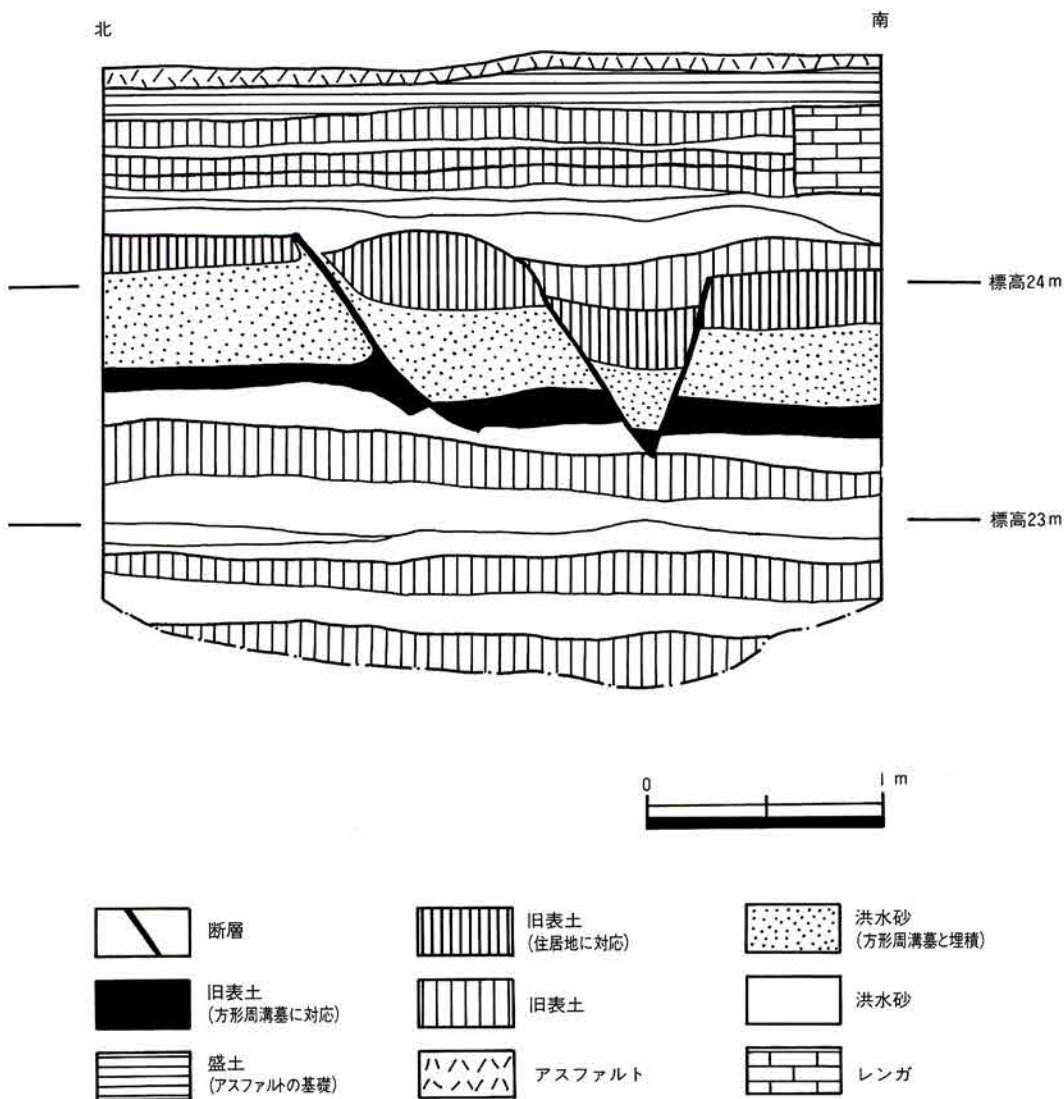 北
南
標高24m
標高23m
0 1m
断層
旧表土
(住居地に対応)
洪水砂
(方形周溝墓と埋積)
旧表土
(方形周溝墓に対応)
旧表土
洪水砂
盛土
(アスファルトの基礎)
アスファルト
レンガ